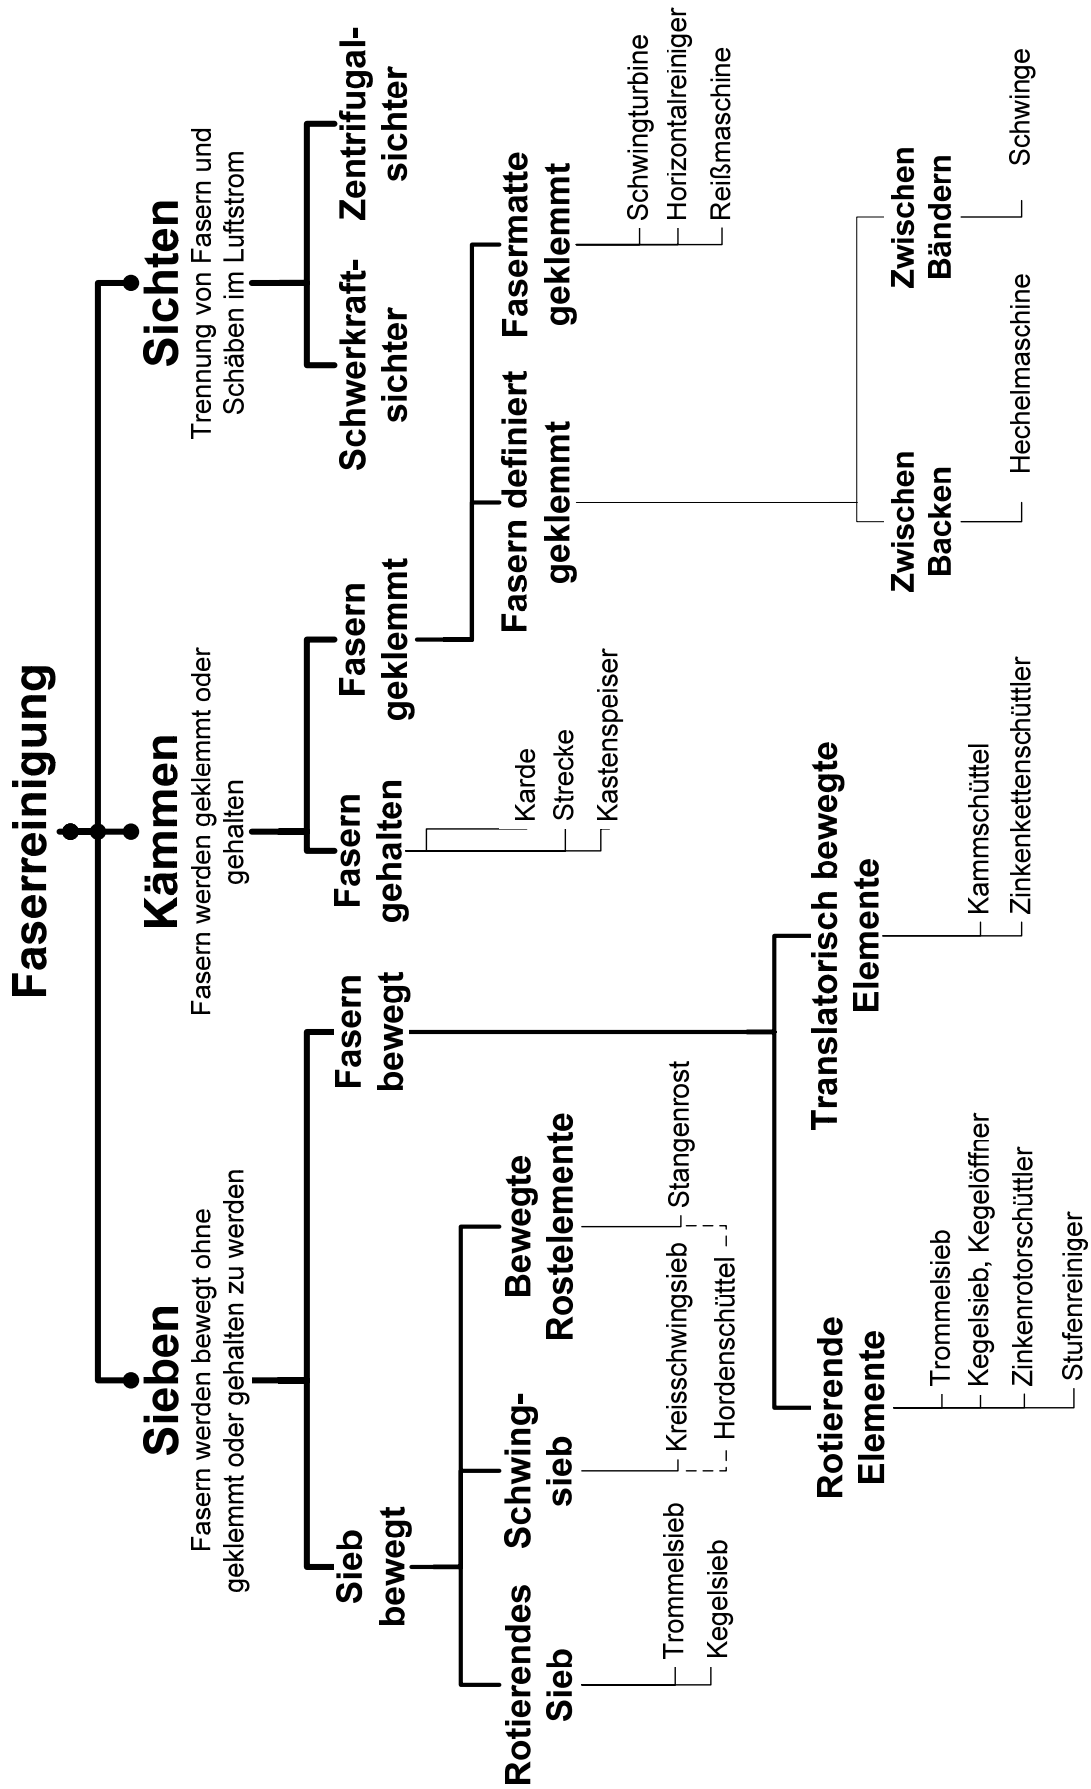 Faserreinigung
Sieben
Fasern werden bewegt ohne
geklemmt oder gehalten zu werden
Kämmen
Fasern werden geklemmt oder
gehalten
Sichten
Trennung von Fasern und
Schäben im Luftstrom
Sieb
bewegt
Fasern
bewegt
Fasern
gehalten
Fasern
geklemmt
Schwerkraft-
sichter
Zentrifugal-
sichter
Rotierendes
Sieb
Schwing-
sieb
Bewegte
Rostelemente
Karde
Strecke
Kastenspeiser
Fasern definiert
geklemmt
Fasermatte
geklemmt
Trommelsieb
Kegelsieb
Kreisschwingsieb
Hordenschüttel
Stangenrost
Schwingturbine
Horizontalreiniger
Reißmaschine
Rotierende
Elemente
Translatorisch bewegte
Elemente
Zwischen
Backen
Zwischen
Bändern
Trommelsieb
Kegelsieb, Kegelöffner
Zinkenrotorschüttler
Stufenreiniger
Kammschüttel
Zinkenkettenschüttler
Hechelmaschine
Schwinge